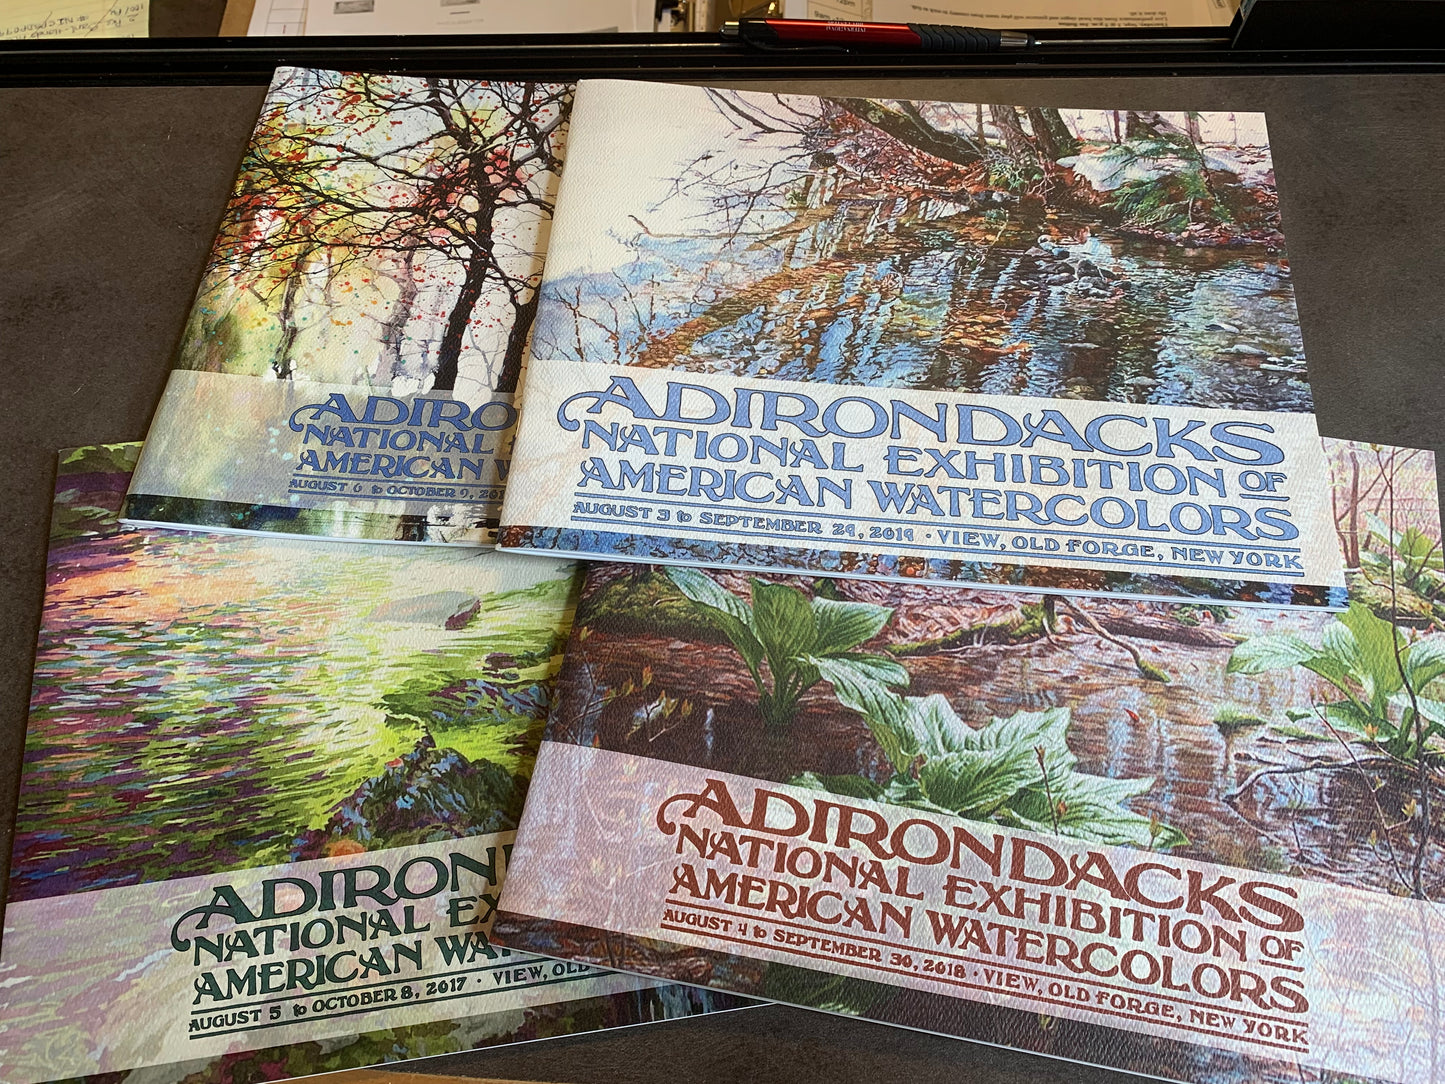 ADIRO
NATIONAL
AMERICAN
AUGUST 6 to OCTOBER 9, 201
ADIRONDACKS
NATIONAL EXHIBITION OF
AMERICAN WATERCOLORS
AUGUST 3 to SEPTEMBER 29, 2019 · VIEW, OLD FORGE, NEW YORK
ADIRON
NATIONAL EX
AMERICAN WA
AUGUST 5 to OCTOBER 8, 2017 · VIEW, OLD
ADIRONDACKS
NATIONAL EXHIBITION OF
AMERICAN WATERCOLORS
AUGUST 4 to SEPTEMBER 30, 2018 · VIEW, OLD FORGE, NEW YORK